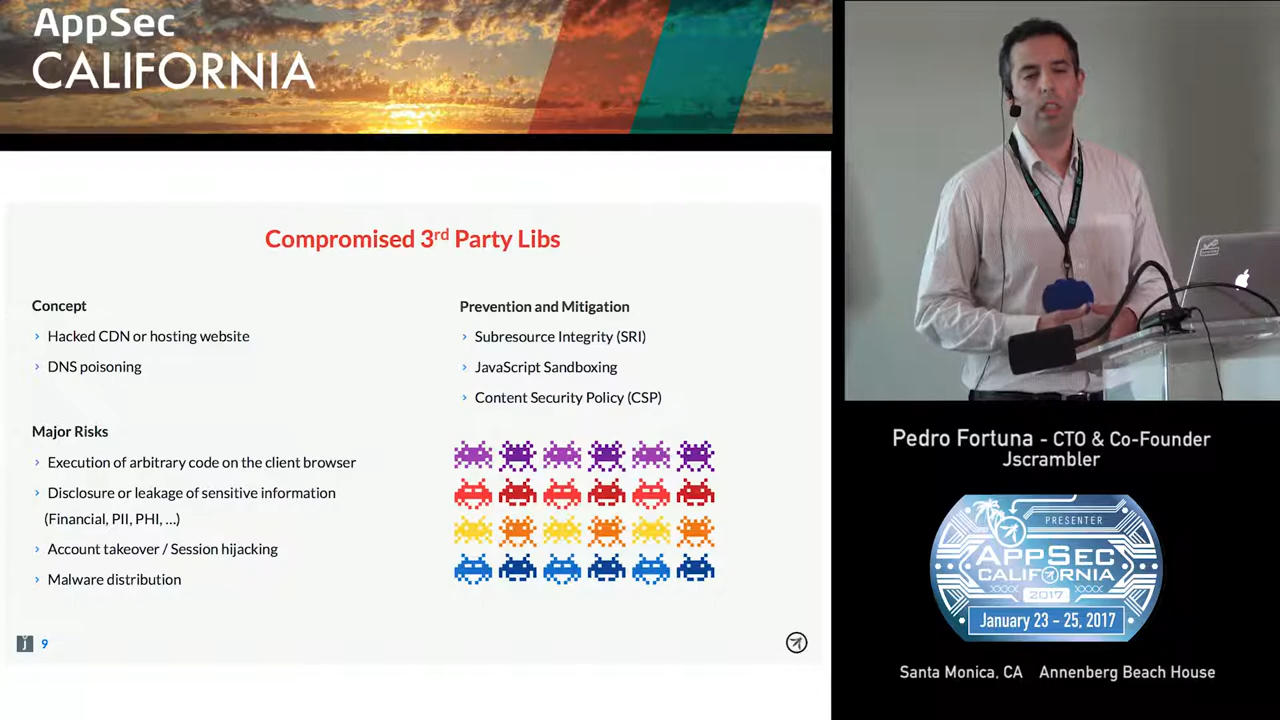 AppSec
CALIFORNIA
Compromised 3rd Party Libs
Concept
› Hacked CDN or hosting website
› DNS poisoning
Major Risks
› Execution of arbitrary code on the client browser
› Disclosure or leakage of sensitive information
(Financial, PII, PHI, ...)
› Account takeover / Session hijacking
› Malware distribution
Prevention and Mitigation
› Subresource Integrity (SRI)
› JavaScript Sandboxing
› Content Security Policy (CSP)
j 9
Pedro Fortuna - CTO & Co-Founder
Jscrambler
PRESENTER
APPSEC
CALIFORNIA
2017
January 23 - 25, 2017
Santa Monica, CA Annenberg Beach House